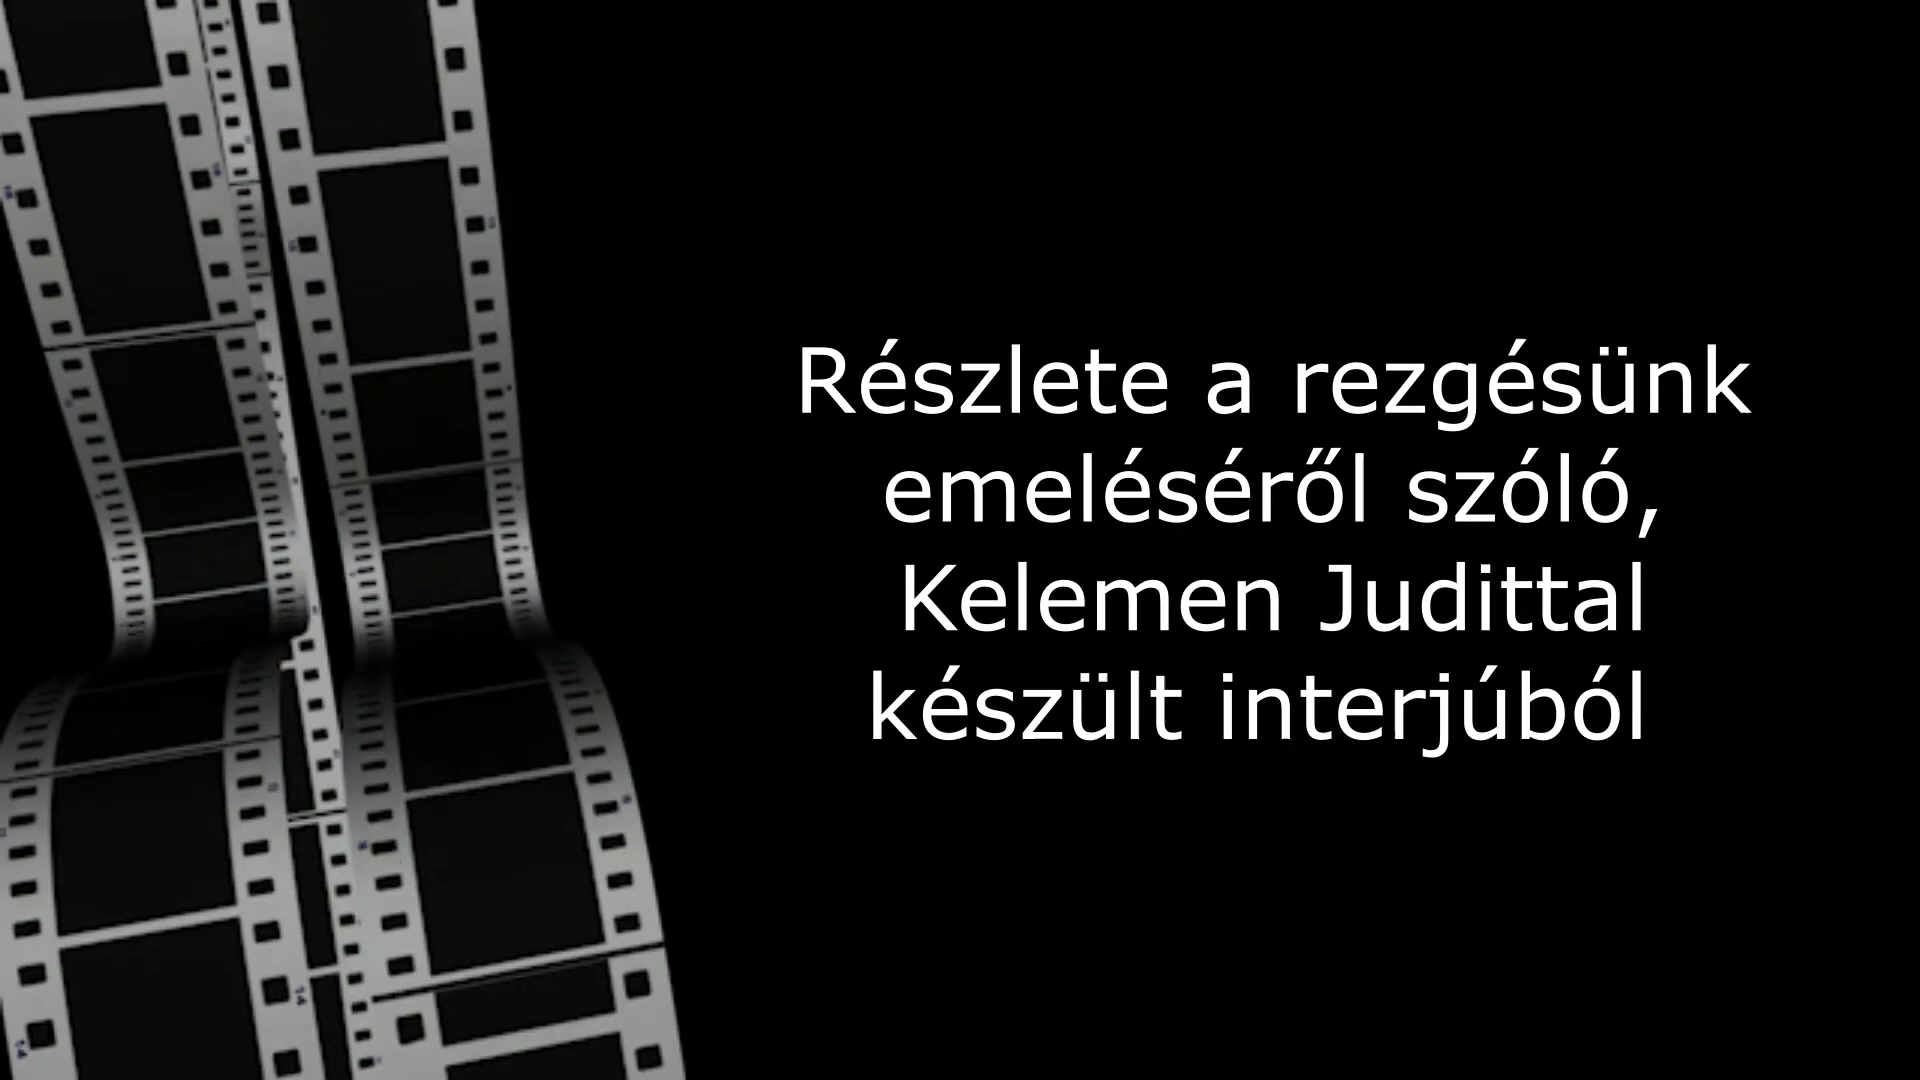 Részlete a rezgésünk
emeléséről szóló,
Kelemen Judittal
készült interjúból